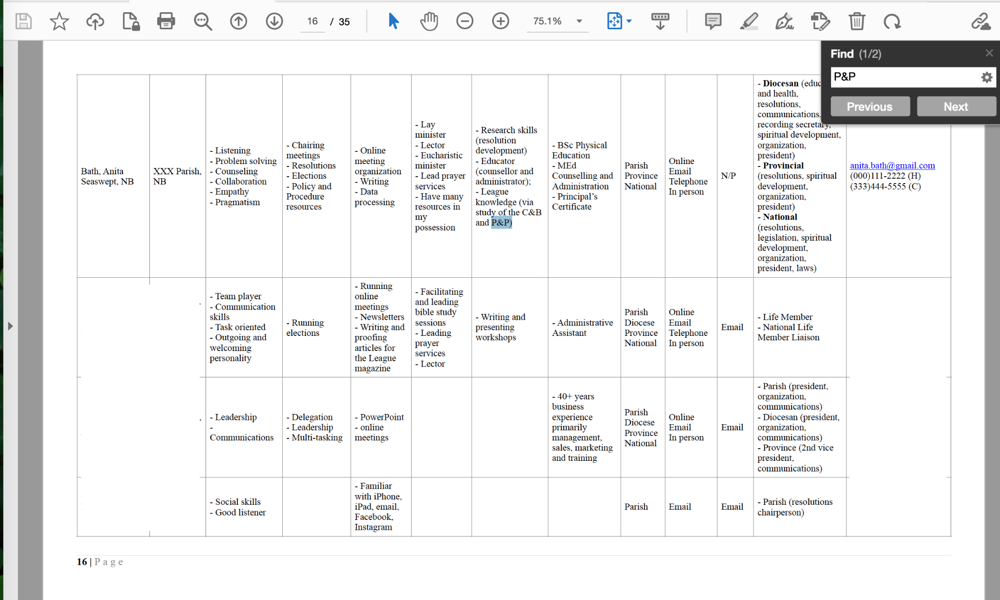 16 / 35
75.1%
Find (1/2)
P&P
Previous
Next
Bath, Anita
Seaswept, NB
XXX Parish,
NB
- Listening
- Problem solving
- Counseling
- Collaboration
- Empathy
- Pragmatism
- Chairing
meetings
- Resolutions
- Elections
- Policy and
Procedure
resources
- Online
meeting
organization
- Writing
- Data
processing
- Lay
minister
- Lector
- Eucharistic
minister
- Lead prayer
services
- Have many
resources in
my
possession
- Research skills
(resolution
development)
- Educator
(counsellor and
administrator);
- League
knowledge (via
study of the C&B
and P&P)
- BSc Physical
Education
- MEd
Counselling and
Administration
- Principal's
Certificate
Parish
Province
National
Online
Email
Telephone
In person
N/P
- Diocesan (educ
and health,
resolutions,
communications,
recording secretary,
spiritual development,
organization,
president)
- Provincial
(resolutions, spiritual
development,
organization,
president)
- National
(resolutions,
legislation, spiritual
development,
organization,
president, laws)
anita.bath@gmail.com
(000)111-2222 (H)
(333)444-5555 (C)
- Team player
- Communication
skills
- Task oriented
- Outgoing and
welcoming
personality
- Running
elections
- Running
online
meetings
- Newsletters
- Writing and
proofing
articles for
the League
magazine
- Facilitating
and leading
bible study
sessions
- Leading
prayer
services
- Lector
- Writing and
presenting
workshops
- Administrative
Assistant
Parish
Diocese
Province
National
Online
Email
Telephone
In person
Email
- Life Member
- National Life
Member Liaison
- Leadership
-
Communications
- Delegation
- Leadership
- Multi-tasking
- PowerPoint
- online
meetings
- 40+ years
business
experience
primarily
management,
sales, marketing
and training
Parish
Diocese
Province
National
Online
Email
In person
Email
- Parish (president,
organization,
communications)
- Diocesan (president,
organization,
communications)
- Province (2nd vice
president,
communications)
- Social skills
- Good listener
- Familiar
with iPhone,
iPad, email,
Facebook,
Instagram
Parish
Email
Email
- Parish (resolutions
chairperson)
16 | Page